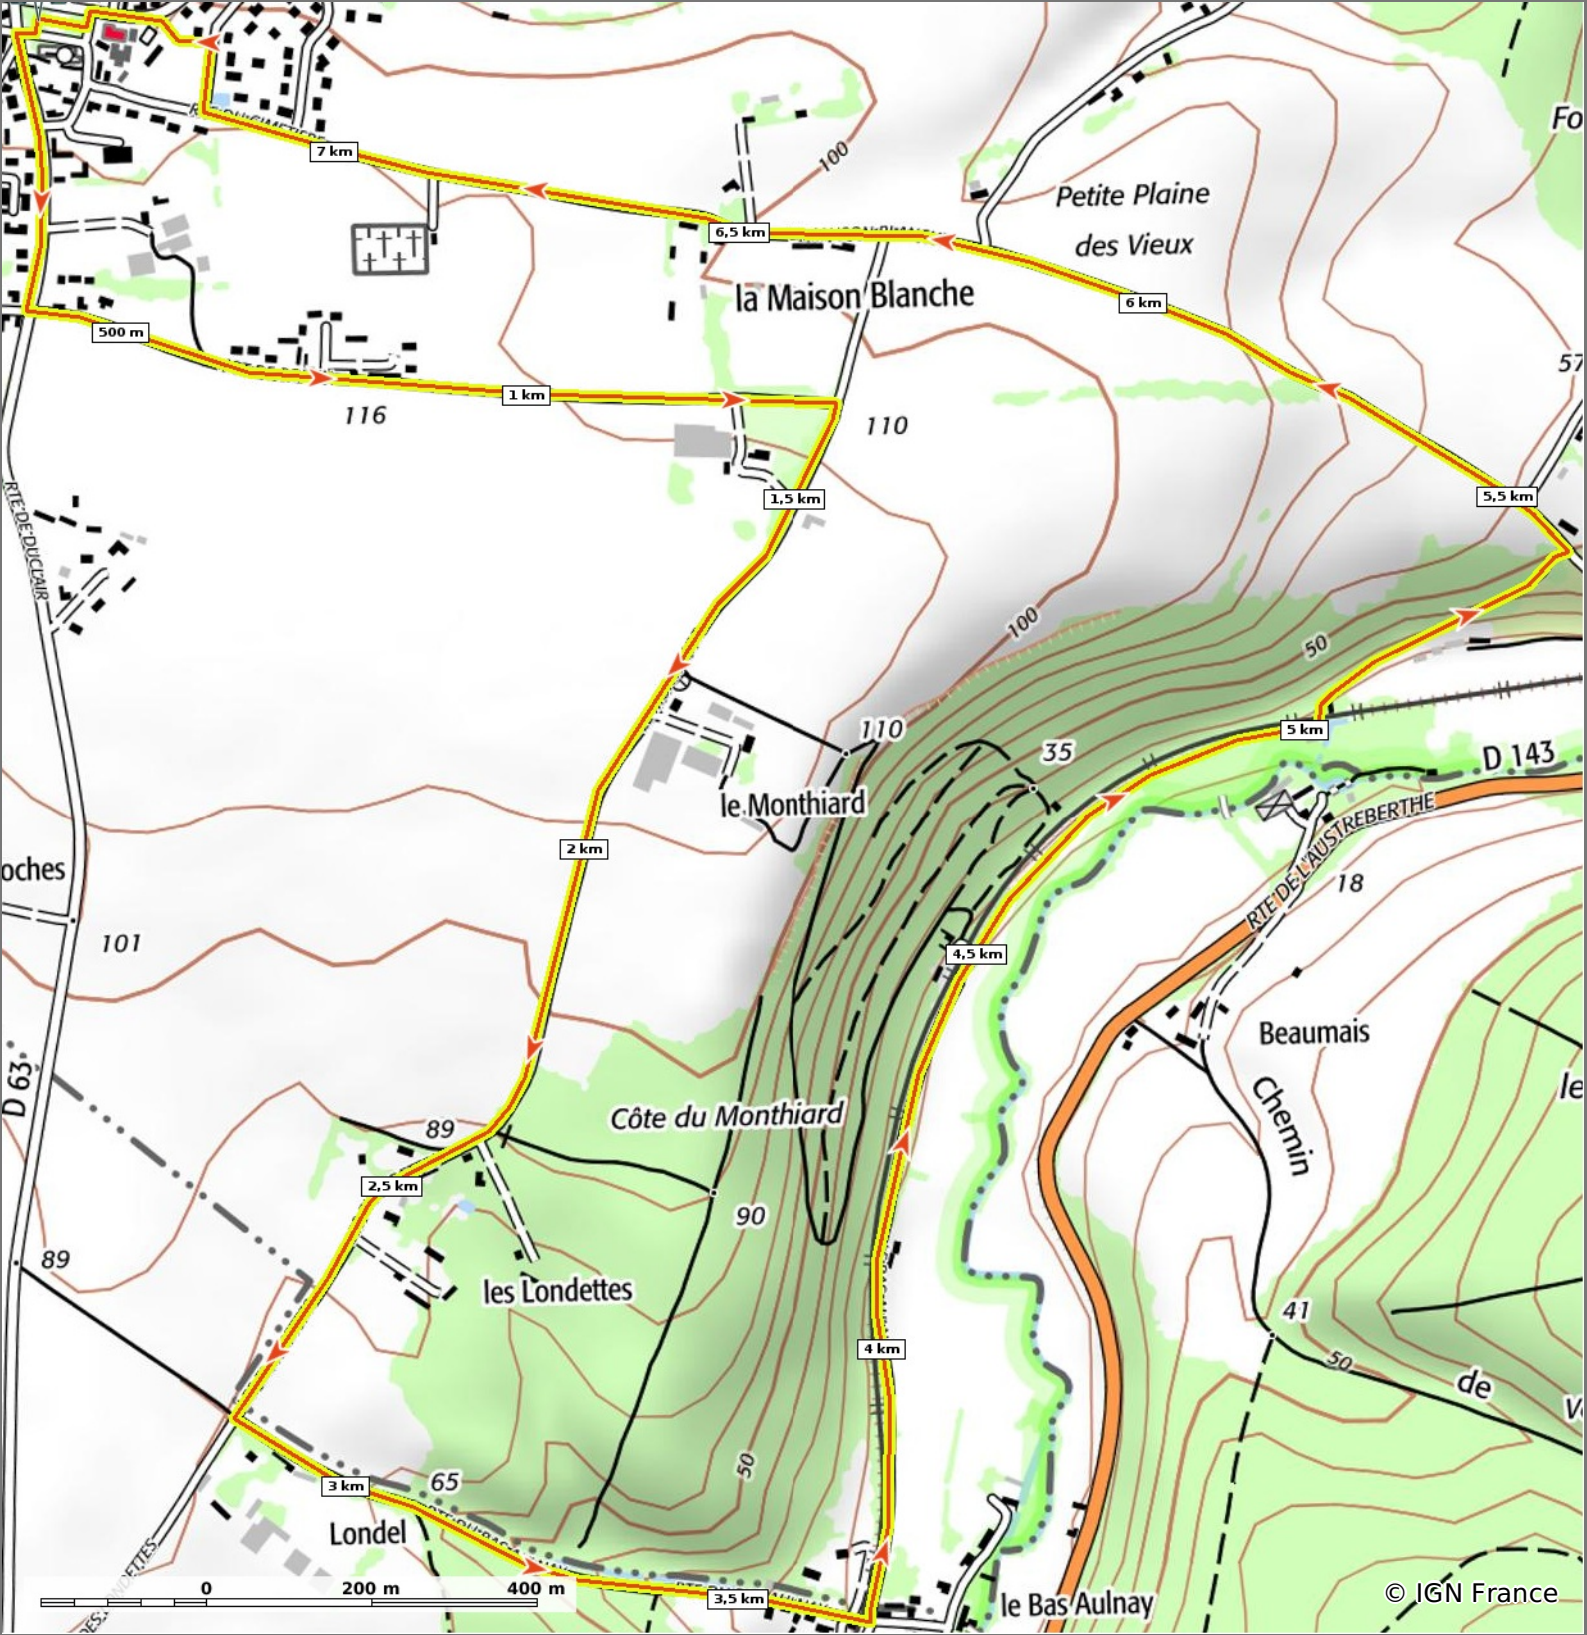 Fo
7 km
100
Petite Plaine
des Vieux
6,5 km
la Maison Blanche
6 km
500 m
57
1 km
116
110
RTE DE DUCLAIR
1,5 km
5,5 km
100
50
110
5 km
35
D 143
le Monthiard
RTE DE L'AUSTREBERTHE
2 km
oches
18
101
4,5 km
Beaumais
D 63
le
Côte du Monthiard
Chemin
89
2,5 km
90
89
les Londettes
41
4 km
50
de
65
50
3 km
Londel
0 200 m 400 m
3,5 km
le Bas Aulnay
© IGN France